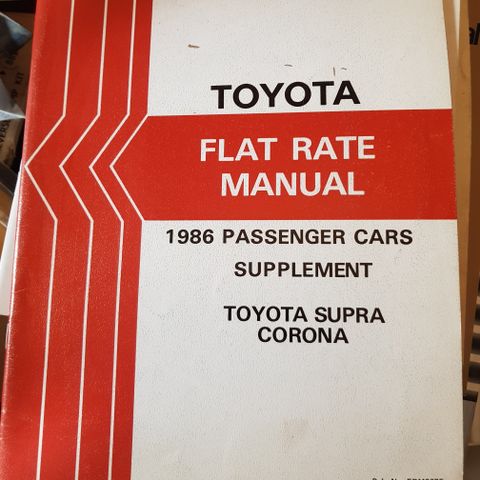 TOYOTA
FLAT RATE
MANUAL
1986 PASSENGER CARS
SUPPLEMENT
TOYOTA SUPRA
CORONA